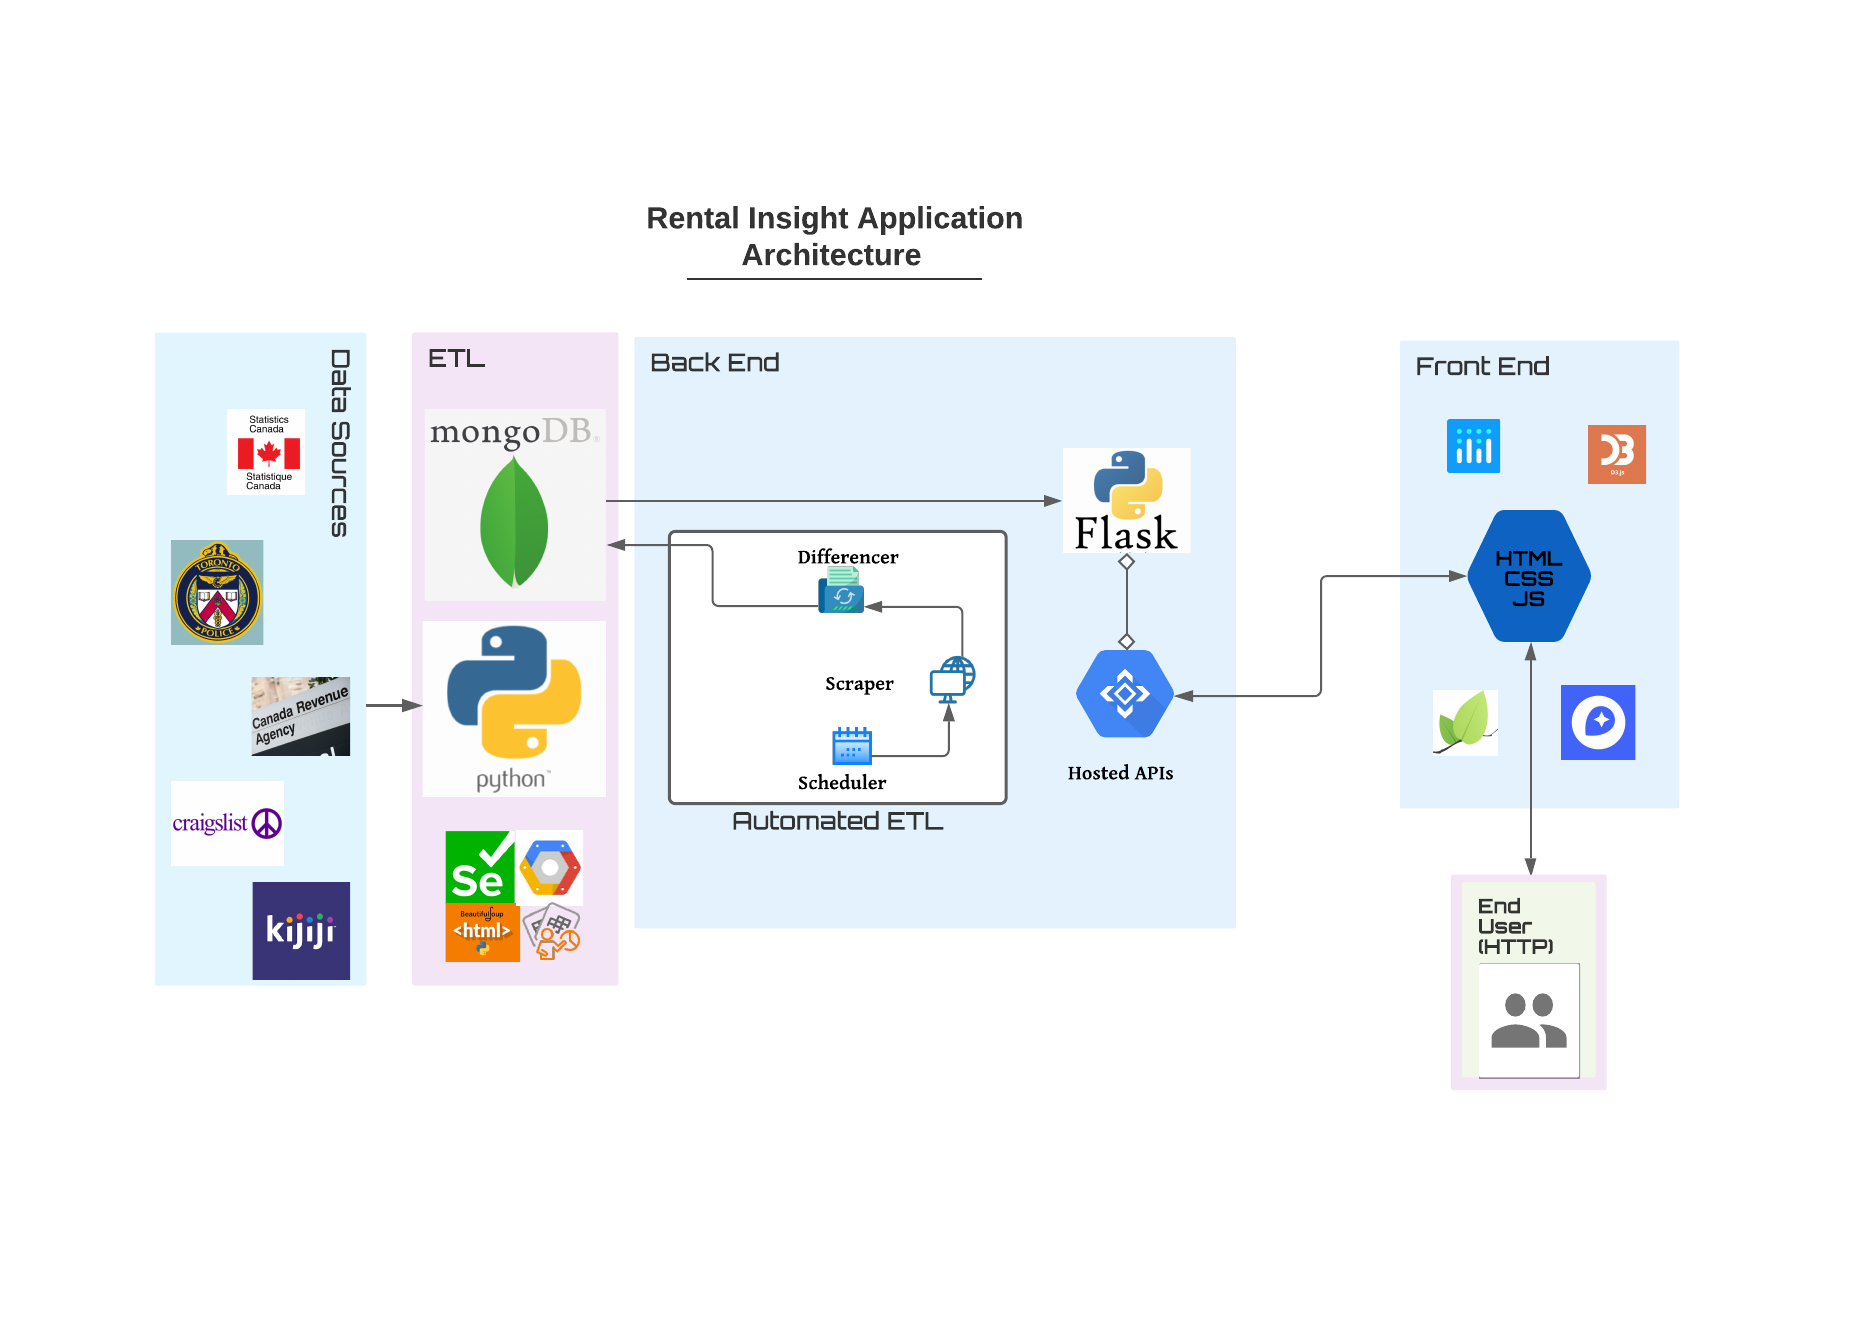 Rental Insight Application
Architecture
Data Sources
Statistics
Canada
Statistique
Canada
TORONTO
POLICE
Canada Revenue
Agency
craigslist
kijiji
ETL
mongoDB®
python™
Se
BeautifulSoup
<html>
Back End
Flask
Differencer
Scraper
Scheduler
Automated ETL
Hosted APIs
Front End
D3
D3.js
HTML
CSS
JS
End
User
(HTTP)